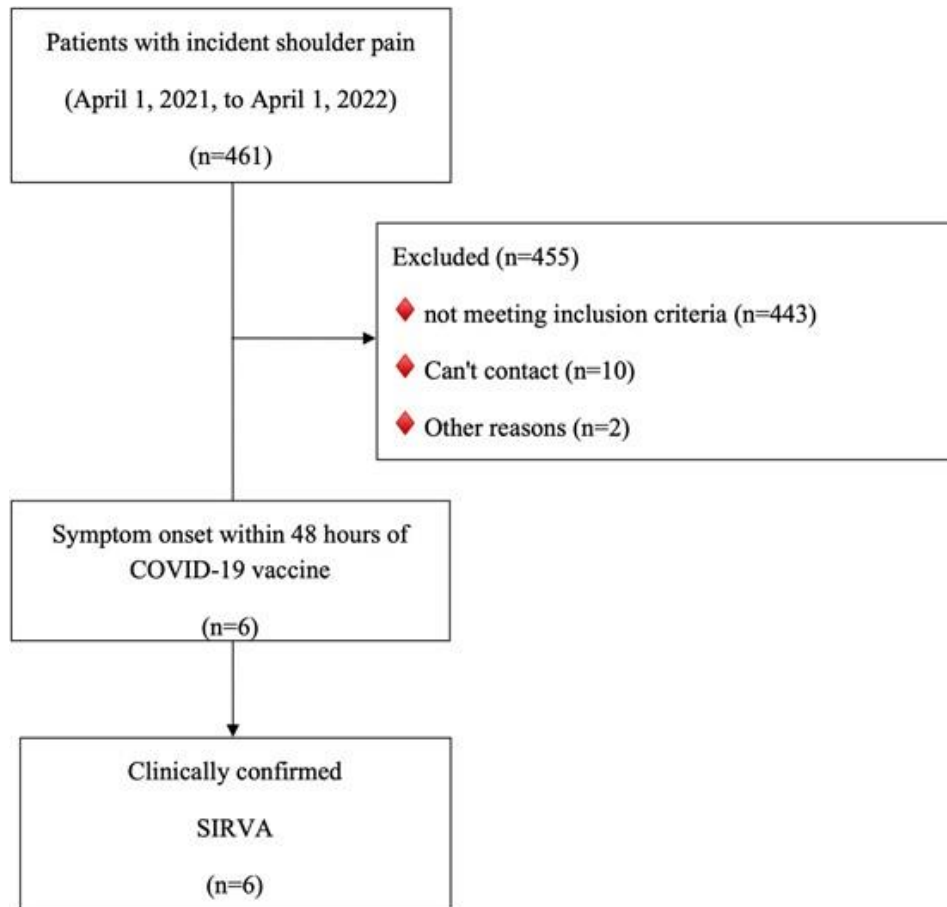 Patients with incident shoulder pain
(April 1, 2021, to April 1, 2022)
(n=461)
Excluded (n=455)
not meeting inclusion criteria (n=443)
Can't contact (n=10)
Other reasons (n=2)
Symptom onset within 48 hours of
COVID-19 vaccine
(n=6)
Clinically confirmed
SIRVA
(n=6)